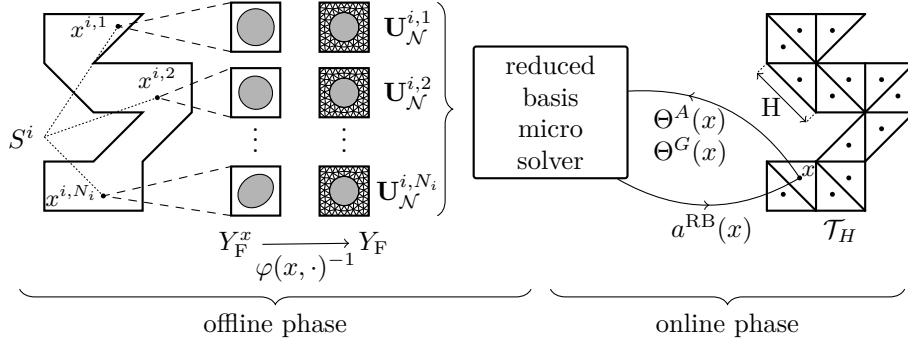 x^{i,1}
U_𝒩^{i,1}
x^{i,2}
U_𝒩^{i,2}
S^i
⋮ ⋮
x^{i,N_i}
U_𝒩^{i,N_i}
Y_F^x
Y_F
φ(x, ·)^{−1}
offline phase
reduced
basis
micro
solver
Θ^A(x)
Θ^G(x)
a^{RB}(x)
H
x
𝒯_H
online phase